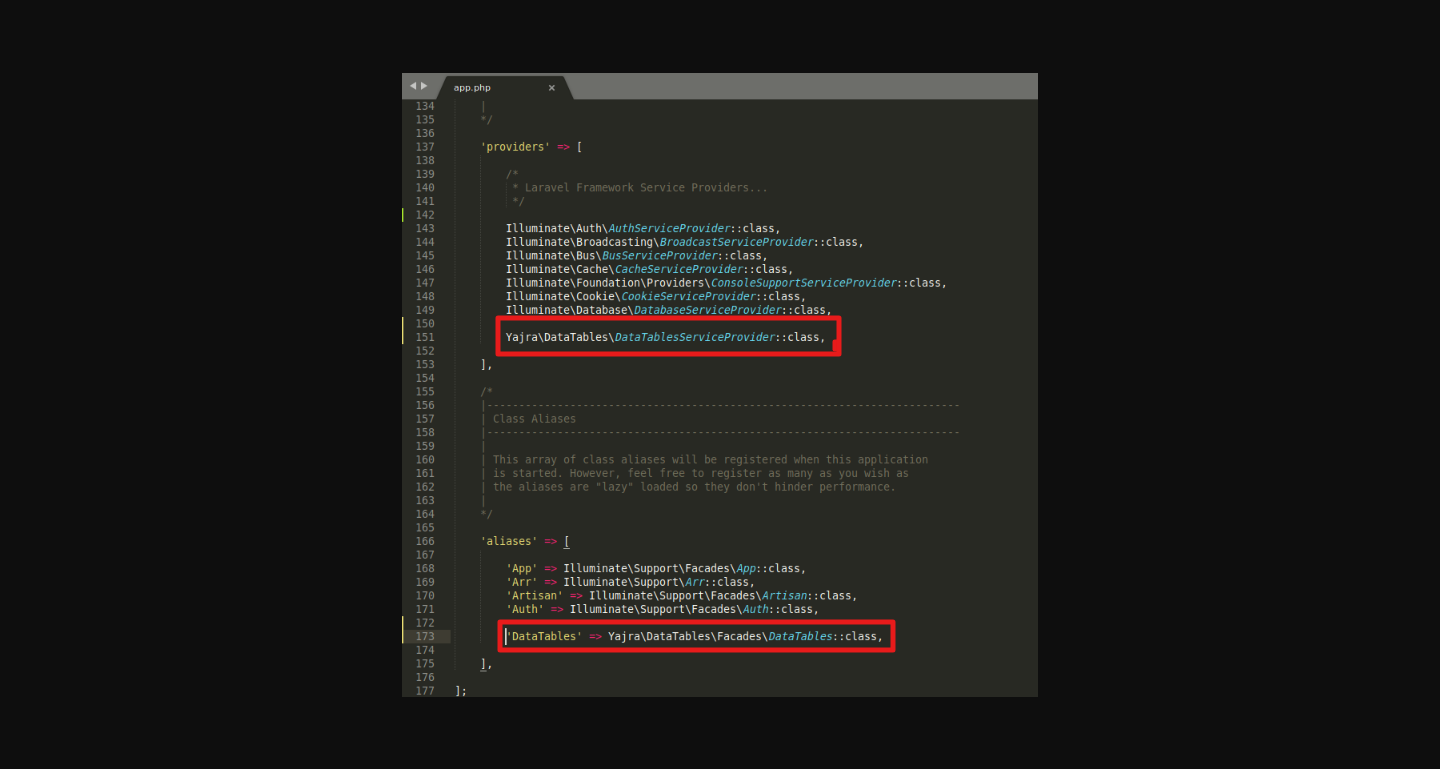 app.php ×
134 |
135 */
136
137 'providers' => [
138
139 /*
140 * Laravel Framework Service Providers...
141 */
142
143 Illuminate\Auth\AuthServiceProvider::class,
144 Illuminate\Broadcasting\BroadcastServiceProvider::class,
145 Illuminate\Bus\BusServiceProvider::class,
146 Illuminate\Cache\CacheServiceProvider::class,
147 Illuminate\Foundation\Providers\ConsoleSupportServiceProvider::class,
148 Illuminate\Cookie\CookieServiceProvider::class,
149 Illuminate\Database\DatabaseServiceProvider::class,
150
151 Yajra\DataTables\DataTablesServiceProvider::class,
152
153 ],
154
155 /*
156 |--------------------------------------------------------------------------
157 | Class Aliases
158 |--------------------------------------------------------------------------
159 |
160 | This array of class aliases will be registered when this application
161 | is started. However, feel free to register as many as you wish as
162 | the aliases are "lazy" loaded so they don't hinder performance.
163 |
164 */
165
166 'aliases' => [
167
168 'App' => Illuminate\Support\Facades\App::class,
169 'Arr' => Illuminate\Support\Arr::class,
170 'Artisan' => Illuminate\Support\Facades\Artisan::class,
171 'Auth' => Illuminate\Support\Facades\Auth::class,
172
173 'DataTables' => Yajra\DataTables\Facades\DataTables::class,
174
175 ],
176
177 ];